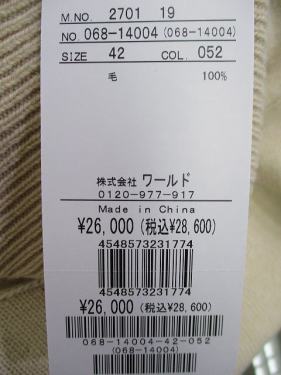 M.NO. 2701 19
NO. 068-14004 (068-14004)
SIZE 42 COL. 052
毛 100%
株式会社 ワールド
0120-977-917
Made in China
¥26,000 (税込¥28,600)
4548573231774
4548573231774
¥26,000 (税込¥28,600)
068-14004-42-052
(068-14004)